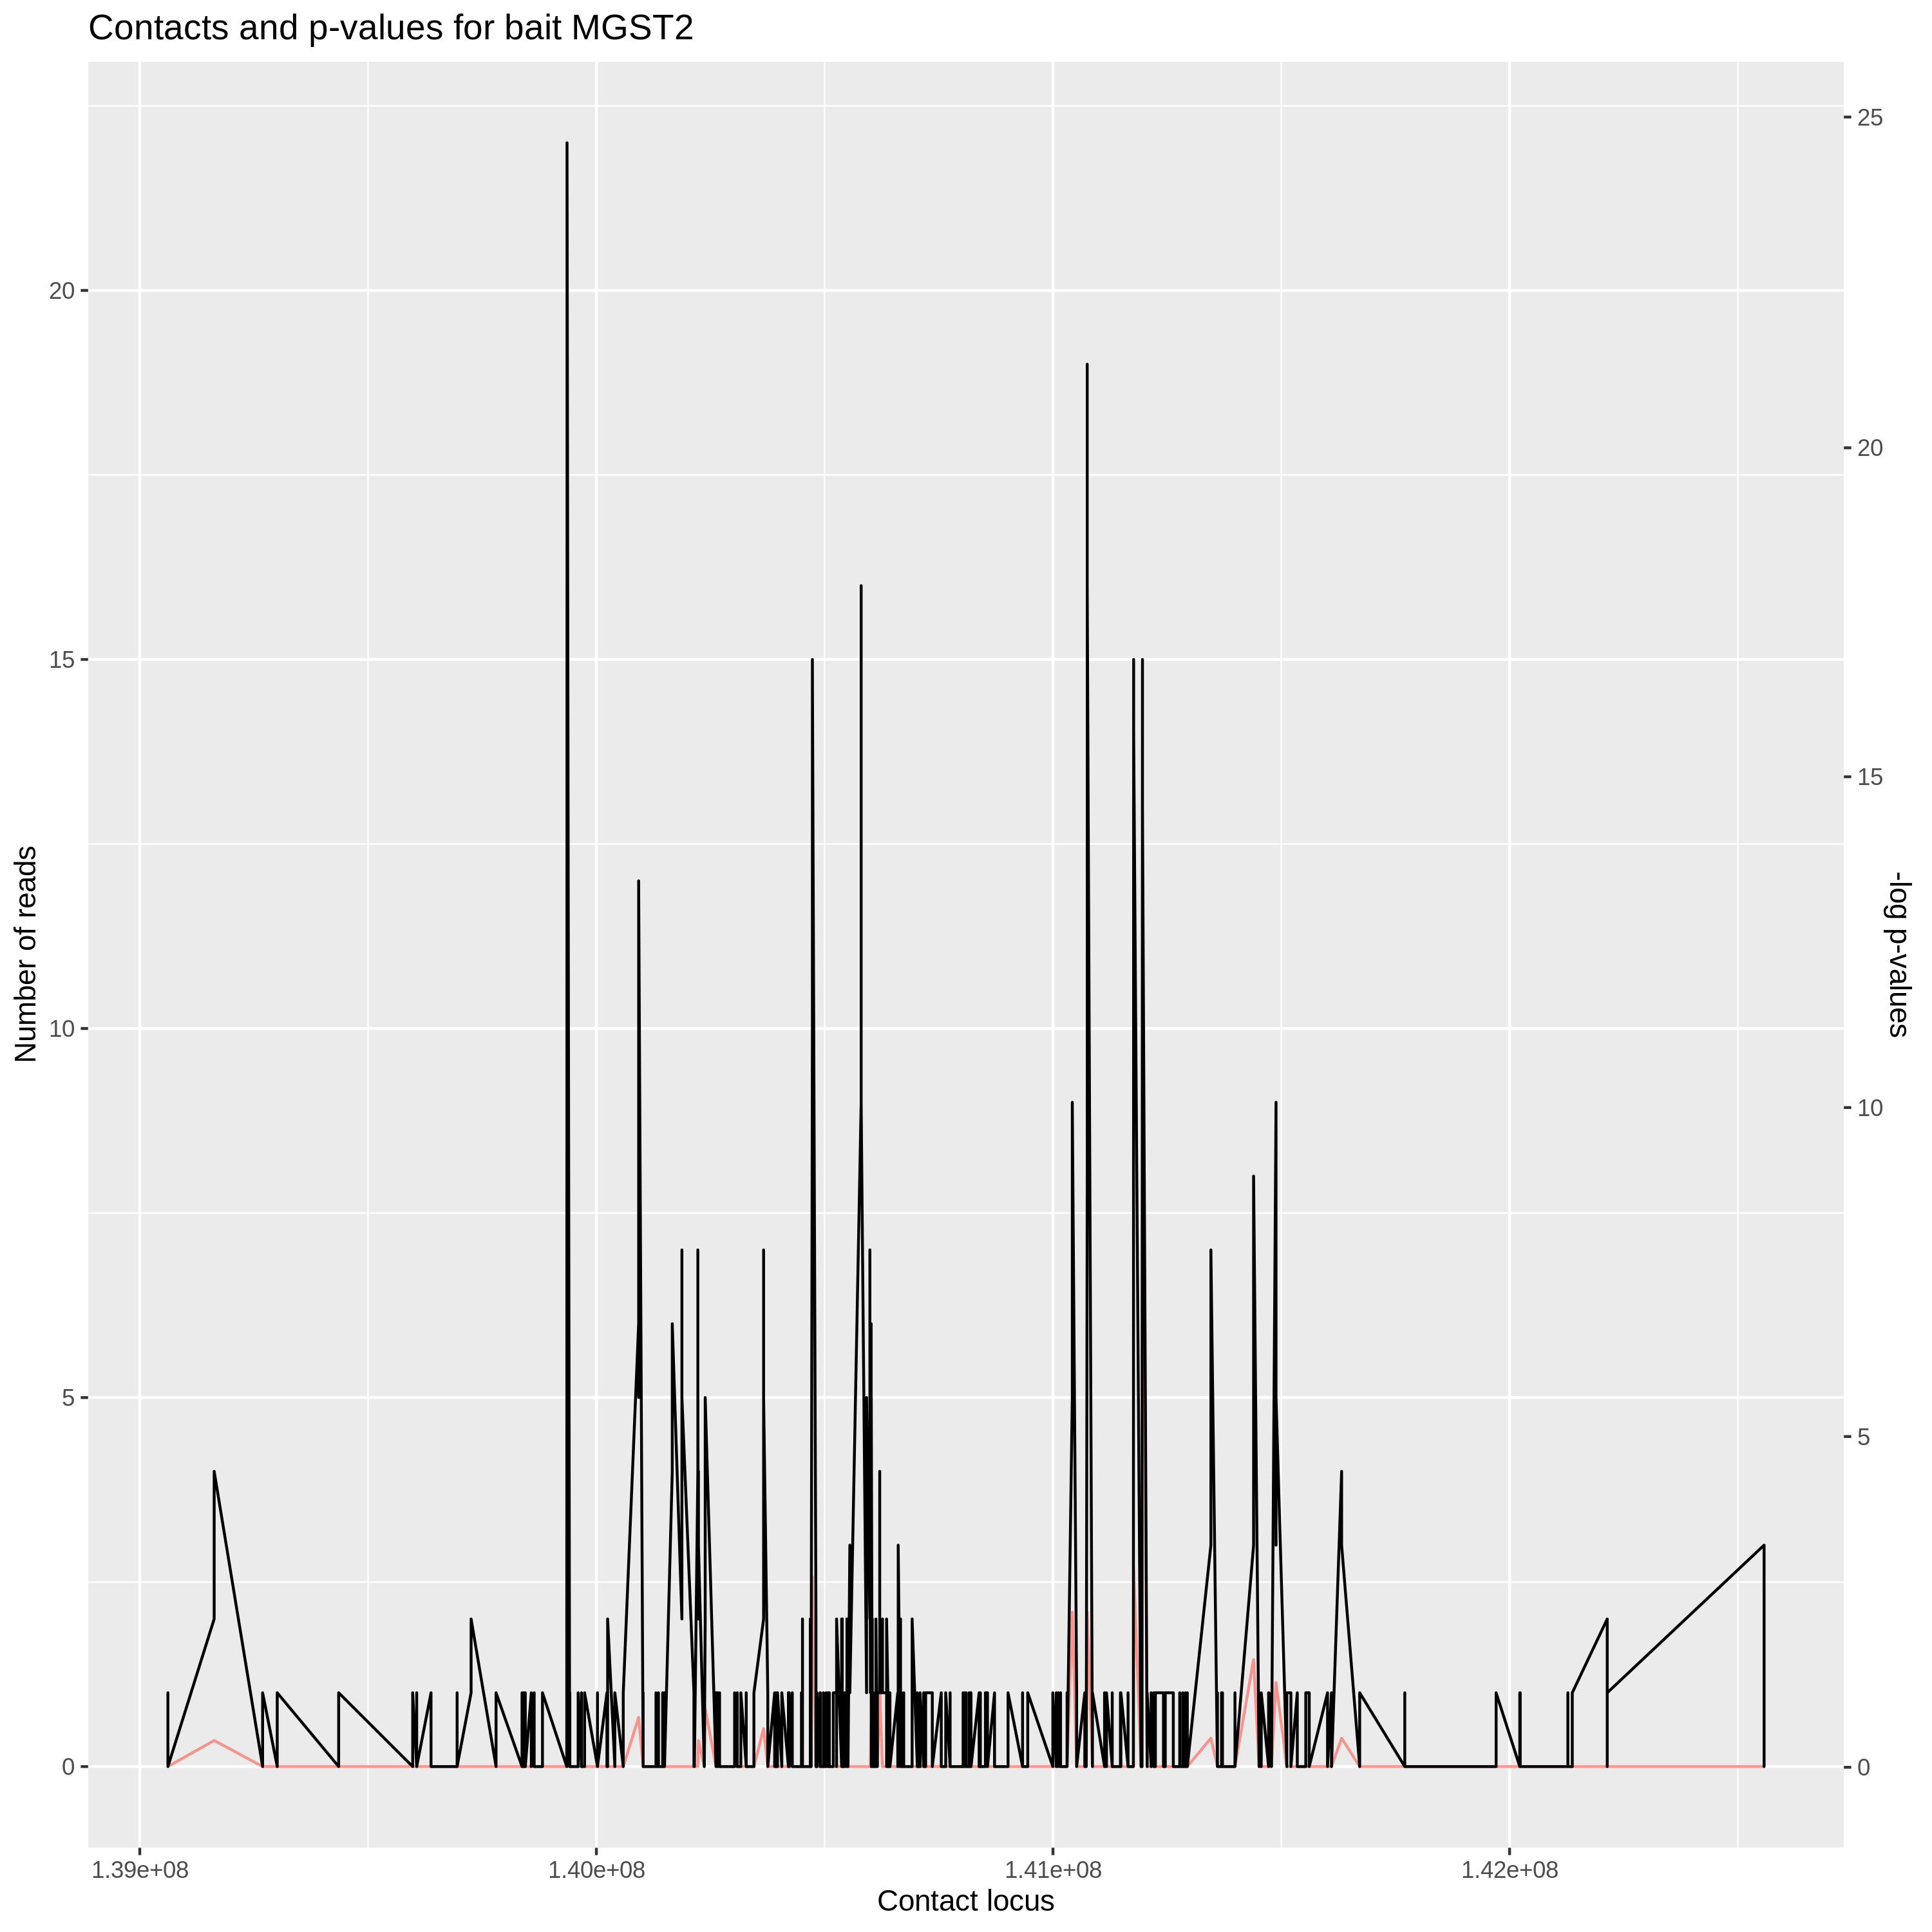 Contacts and p-values for bait MGST2
Number of reads
20
15
10
5
0
25
20
15
10
5
0
-log p-values
1.39e+08
1.40e+08
1.41e+08
1.42e+08
Contact locus